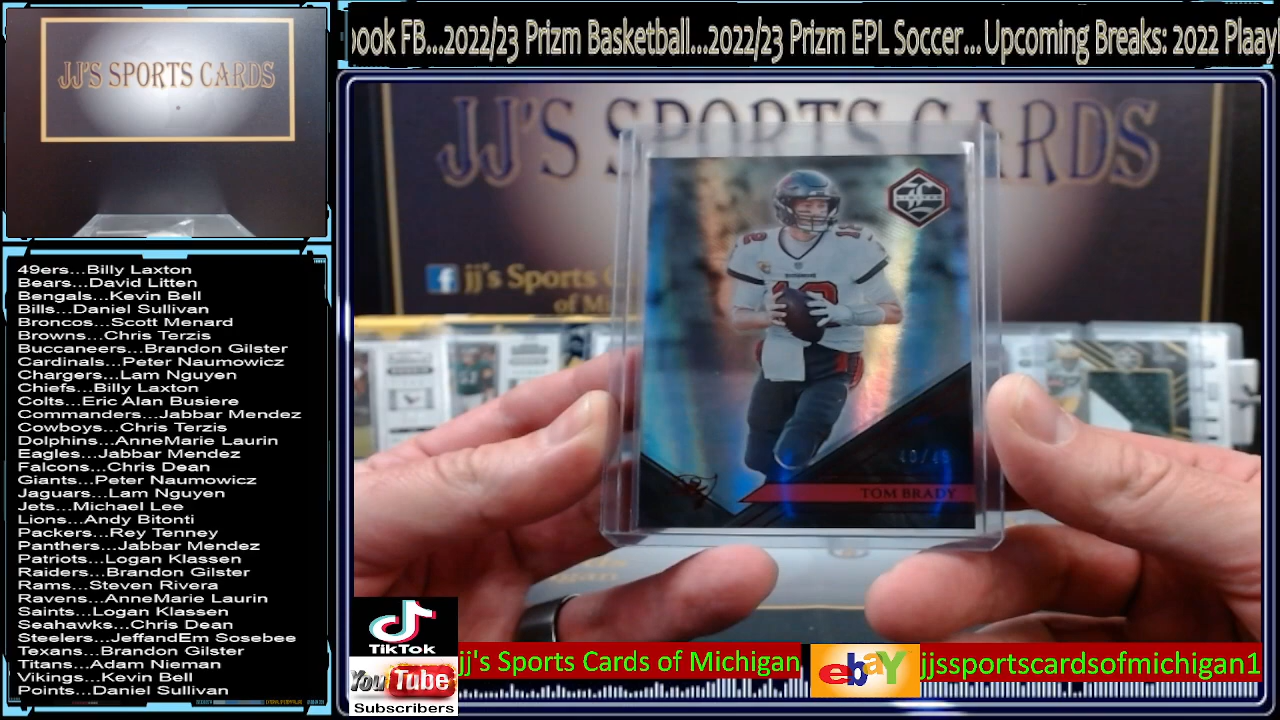 JJ'S SPORTS CARDS
book FB...2022/23 Prizm Basketball...2022/23 Prizm EPL Soccer... Upcoming Breaks: 2022 Plaay
JJ'S SPORTS CARDS
jj's Sports
of Mi
LIMITED
12
TOM BRADY
49ers...Billy Laxton
Bears...David Litten
Bengals...Kevin Bell
Bills...Daniel Sullivan
Broncos...Scott Menard
Browns...Chris Terzis
Buccaneers...Brandon Gilster
Cardinals...Peter Naumowicz
Chargers...Lam Nguyen
Chiefs...Billy Laxton
Colts...Eric Alan Busiere
Commanders...Jabbar Mendez
Cowboys...Chris Terzis
Dolphins...AnneMarie Laurin
Eagles...Jabbar Mendez
Falcons...Chris Dean
Giants...Peter Naumowicz
Jaguars...Lam Nguyen
Jets...Michael Lee
Lions...Andy Bitonti
Packers...Rey Tenney
Panthers...Jabbar Mendez
Patriots...Logan Klassen
Raiders...Brandon Gilster
Rams...Steven Rivera
Ravens...AnneMarie Laurin
Saints...Logan Klassen
Seahawks...Chris Dean
Steelers...JeffandEm Sosebee
Texans...Brandon Gilster
Titans...Adam Nieman
Vikings...Kevin Bell
Points...Daniel Sullivan
TikTok
YouTube
Subscribers
jj's Sports Cards of Michigan
ebay
jjssportscardsofmichigan1